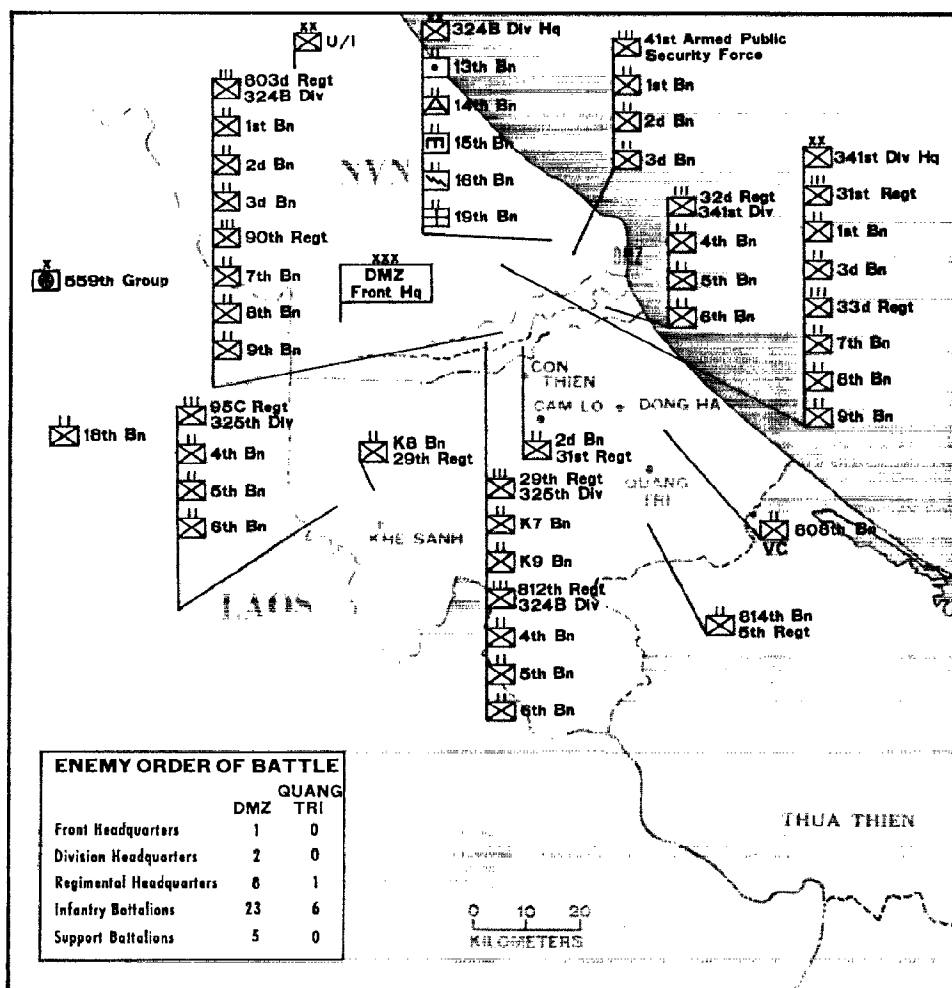 XX
U/I
XX
324B Div Hq
13th Bn
14th Bn
15th Bn
16th Bn
19th Bn
41st Armed Public
Security Force
1st Bn
2d Bn
3d Bn
803d Regt
324B Div
1st Bn
2d Bn
3d Bn
90th Regt
7th Bn
8th Bn
9th Bn
NVN
XX
341st Div Hq
31st Regt
1st Bn
3d Bn
33d Regt
7th Bn
8th Bn
9th Bn
32d Regt
341st Div
4th Bn
5th Bn
6th Bn
DMZ
X
559th Group
XXX
DMZ
Front Hq
CON
THIEN
CAM LO
DONG HA
18th Bn
95C Regt
325th Div
4th Bn
5th Bn
6th Bn
K8 Bn
29th Regt
2d Bn
31st Regt
QUANG
TRI
29th Regt
325th Div
K7 Bn
K9 Bn
812th Regt
324B Div
4th Bn
5th Bn
6th Bn
KHE SANH
LAOS
808th Bn
VC
814th Bn
5th Regt
ENEMY ORDER OF BATTLE
QUANG
DMZ TRI
Front Headquarters 1 0
Division Headquarters 2 0
Regimental Headquarters 8 1
Infantry Battalions 23 6
Support Battalions 5 0
0 10 20
KILOMETERS
THUA THIEN